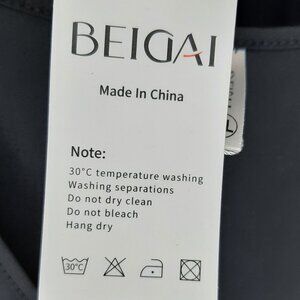 BEIGAI
Made In China
Note:
30°C temperature washing
Washing separations
Do not dry clean
Do not bleach
Hang dry
30°C
L